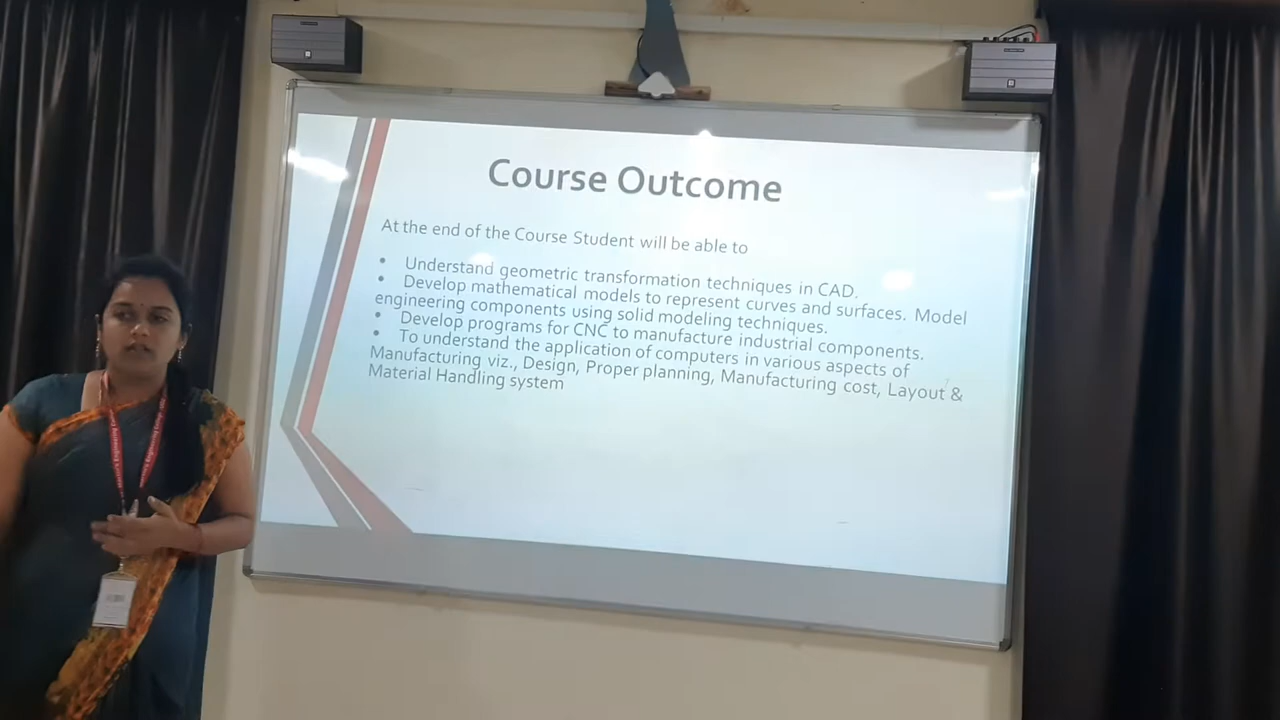 Course Outcome
At the end of the Course Student will be able to
• Understand geometric transformation techniques in CAD.
• Develop mathematical models to represent curves and surfaces. Model
engineering components using solid modeling techniques.
• Develop programs for CNC to manufacture industrial components.
• To understand the application of computers in various aspects of
Manufacturing viz., Design, Proper planning, Manufacturing cost, Layout &
Material Handling system